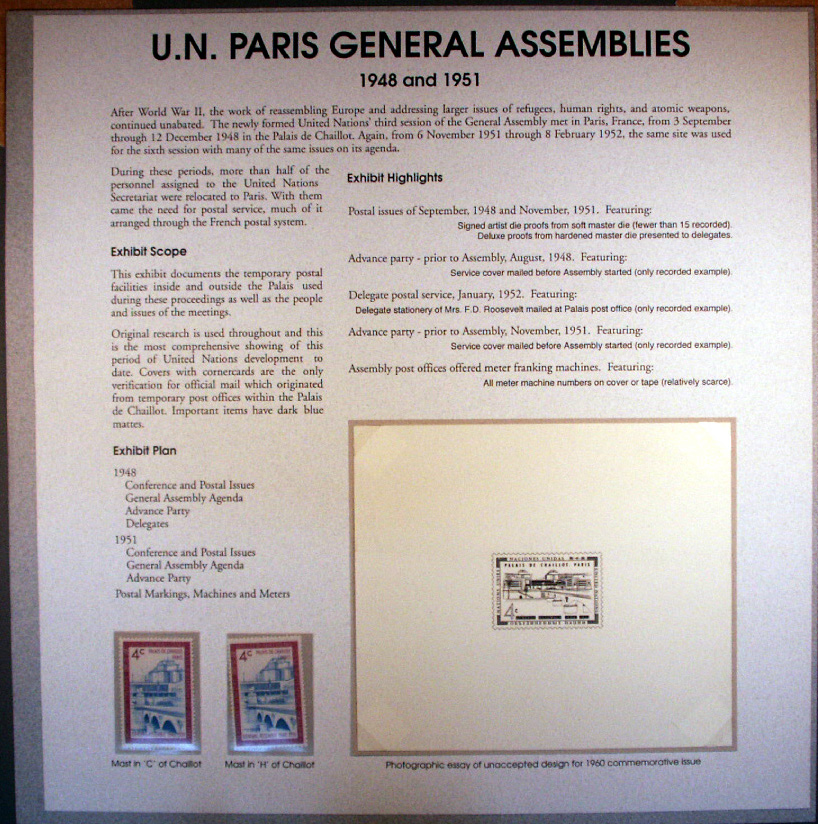 U.N. PARIS GENERAL ASSEMBLIES
1948 and 1951
After World War II, the work of reassembling Europe and addressing larger issues of refugees, human rights, and atomic weapons,
continued unabated. The newly formed United Nations' third session of the General Assembly met in Paris, France, from 3 September
through 12 December 1948 in the Palais de Chaillot. Again, from 6 November 1951 through 8 February 1952, the same site was used
for the sixth session with many of the same issues on its agenda.
During these periods, more than half of the
personnel assigned to the United Nations
Secretariat were relocated to Paris. With them
came the need for postal service, much of it
arranged through the French postal system.
Exhibit Scope
This exhibit documents the temporary postal
facilities inside and outside the Palais used
during these proceedings as well as the people
and issues of the meetings.
Original research is used throughout and this
is the most comprehensive showing of this
period of United Nations development to
date. Covers with cornercards are the only
verification for official mail which originated
from temporary post offices within the Palais
de Chaillot. Important items have dark blue
mattes.
Exhibit Plan
1948
Conference and Postal Issues
General Assembly Agenda
Advance Party
Delegates
1951
Conference and Postal Issues
General Assembly Agenda
Advance Party
Postal Markings, Machines and Meters
Exhibit Highlights
Postal issues of September, 1948 and November, 1951. Featuring:
Signed artist die proofs from soft master die (fewer than 15 recorded).
Deluxe proofs from hardened master die presented to delegates.
Advance party - prior to Assembly, August, 1948. Featuring:
Service cover mailed before Assembly started (only recorded example).
Delegate postal service, January, 1952. Featuring:
Delegate stationery of Mrs. F.D. Roosevelt mailed at Palais post office (only recorded example).
Advance party - prior to Assembly, November, 1951. Featuring:
Service cover mailed before Assembly started (only recorded example).
Assembly post offices offered meter franking machines. Featuring:
All meter machine numbers on cover or tape (relatively scarce).
NACIONES UNIDAS
PALAIS DE CHAILLOT, PARIS
NATIONS UNIES
4c
4c
4c
Mast in 'C' of Chaillot
Mast in 'H' of Chaillot
Photographic essay of unaccepted design for 1960 commemorative issue